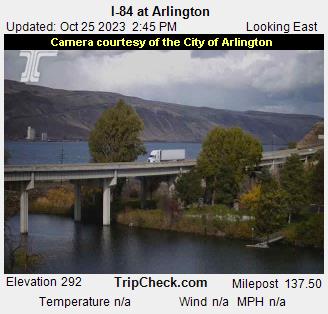 I-84 at Arlington
Updated: Oct 25 2023 2:45 PM Looking East
Camera courtesy of the City of Arlington
Elevation 292 TripCheck.com Milepost 137.50
Temperature n/a Wind n/a MPH n/a